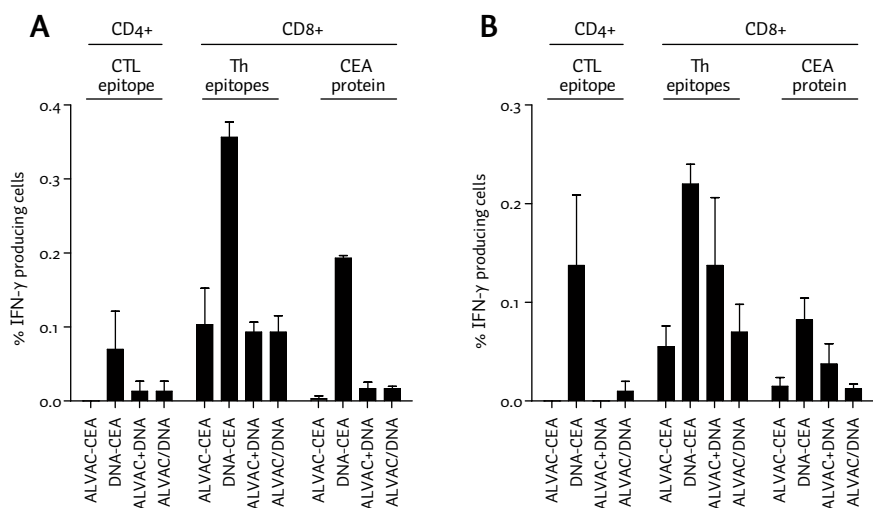 A
CD4+ CD8+
CTL epitope
Th epitopes
CEA protein
% IFN-γ producing cells
0.4
0.3
0.2
0.1
0.0
ALVAC-CEA
DNA-CEA
ALVAC+DNA
ALVAC/DNA
ALVAC-CEA
DNA-CEA
ALVAC+DNA
ALVAC/DNA
ALVAC-CEA
DNA-CEA
ALVAC+DNA
ALVAC/DNA
B
CD4+ CD8+
CTL epitope
Th epitopes
CEA protein
% IFN-γ producing cells
0.3
0.2
0.1
0.0
ALVAC-CEA
DNA-CEA
ALVAC+DNA
ALVAC/DNA
ALVAC-CEA
DNA-CEA
ALVAC+DNA
ALVAC/DNA
ALVAC-CEA
DNA-CEA
ALVAC+DNA
ALVAC/DNA